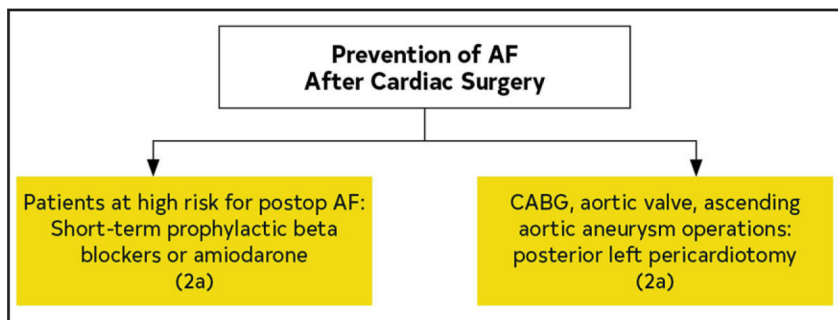 Prevention of AF
After Cardiac Surgery
Patients at high risk for postop AF:
Short-term prophylactic beta
blockers or amiodarone
(2a)
CABG, aortic valve, ascending
aortic aneurysm operations:
posterior left pericardiotomy
(2a)